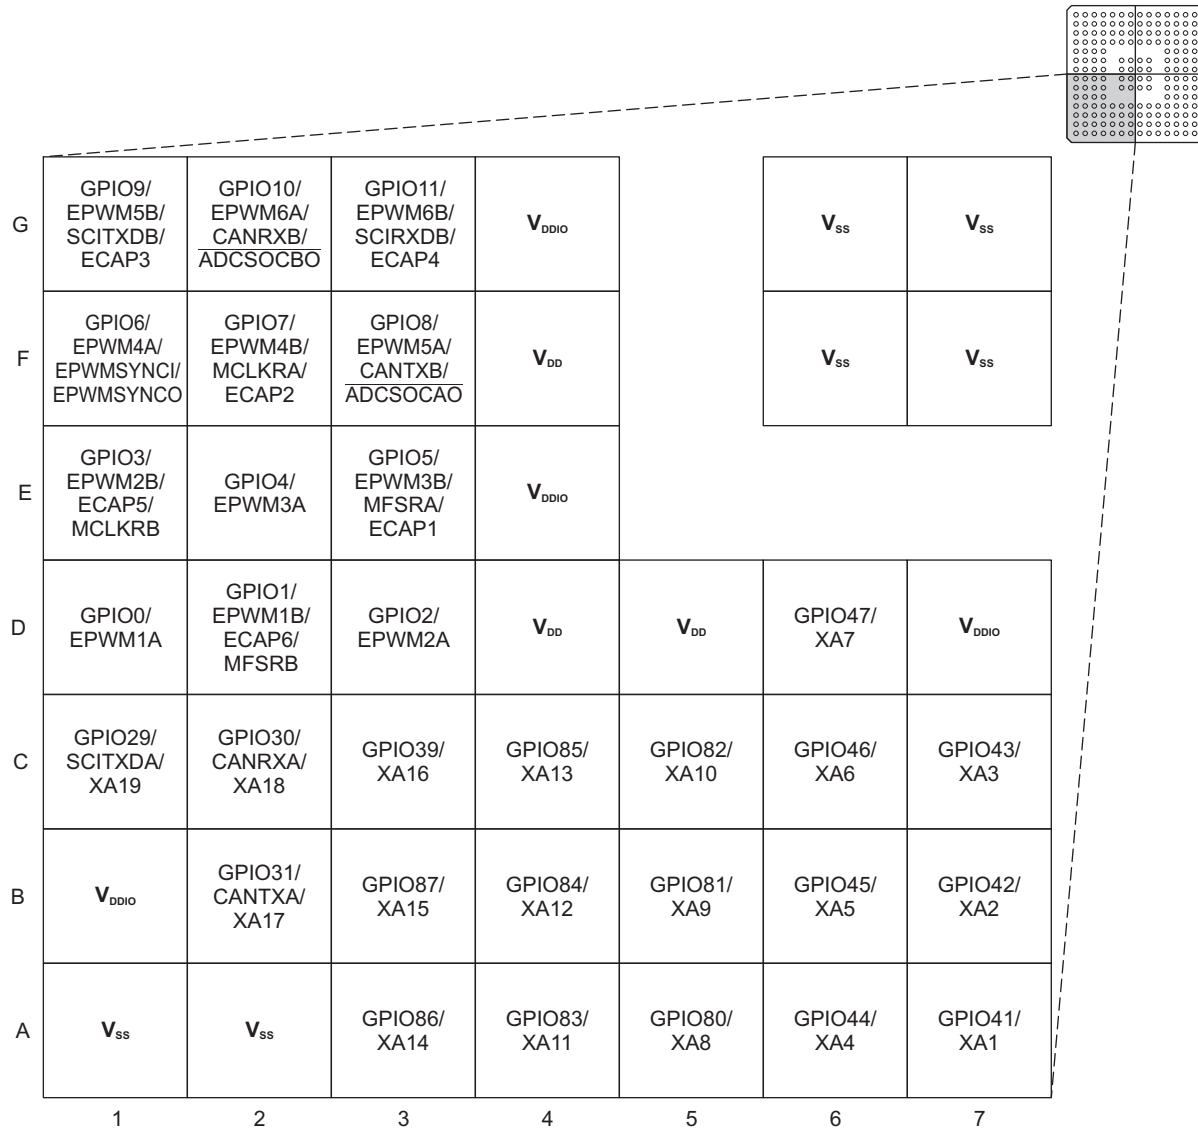 GPIO9/
EPWM5B/
SCITXDB/
ECAP3
GPIO10/
EPWM6A/
CANRXB/
ADCSOCBO
GPIO11/
EPWM6B/
SCIRXDB/
ECAP4
G
VDDIO
VSS
VSS
GPIO6/
EPWM4A/
EPWMSYNCI/
EPWMSYNCO
GPIO7/
EPWM4B/
MCLKRA/
ECAP2
GPIO8/
EPWM5A/
CANTXB/
ADCSOCAO
F
VDD
VSS
VSS
GPIO3/
EPWM2B/
ECAP5/
MCLKRB
GPIO4/
EPWM3A
GPIO5/
EPWM3B/
MFSRA/
ECAP1
E
VDDIO
D
GPIO0/
EPWM1A
GPIO1/
EPWM1B/
ECAP6/
MFSRB
GPIO2/
EPWM2A
VDD
VDD
GPIO47/
XA7
VDDIO
C
GPIO29/
SCITXDA/
XA19
GPIO30/
CANRXA/
XA18
GPIO39/
XA16
GPIO85/
XA13
GPIO82/
XA10
GPIO46/
XA6
GPIO43/
XA3
B
VDDIO
GPIO31/
CANTXA/
XA17
GPIO87/
XA15
GPIO84/
XA12
GPIO81/
XA9
GPIO45/
XA5
GPIO42/
XA2
A
VSS
VSS
GPIO86/
XA14
GPIO83/
XA11
GPIO80/
XA8
GPIO44/
XA4
GPIO41/
XA1
1 2 3 4 5 6 7